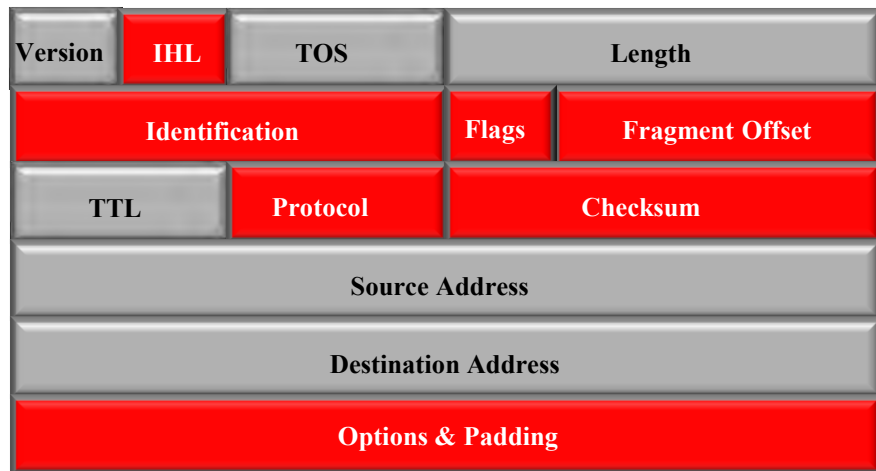 Version IHL TOS Length
Identification Flags Fragment Offset
TTL Protocol Checksum
Source Address
Destination Address
Options & Padding